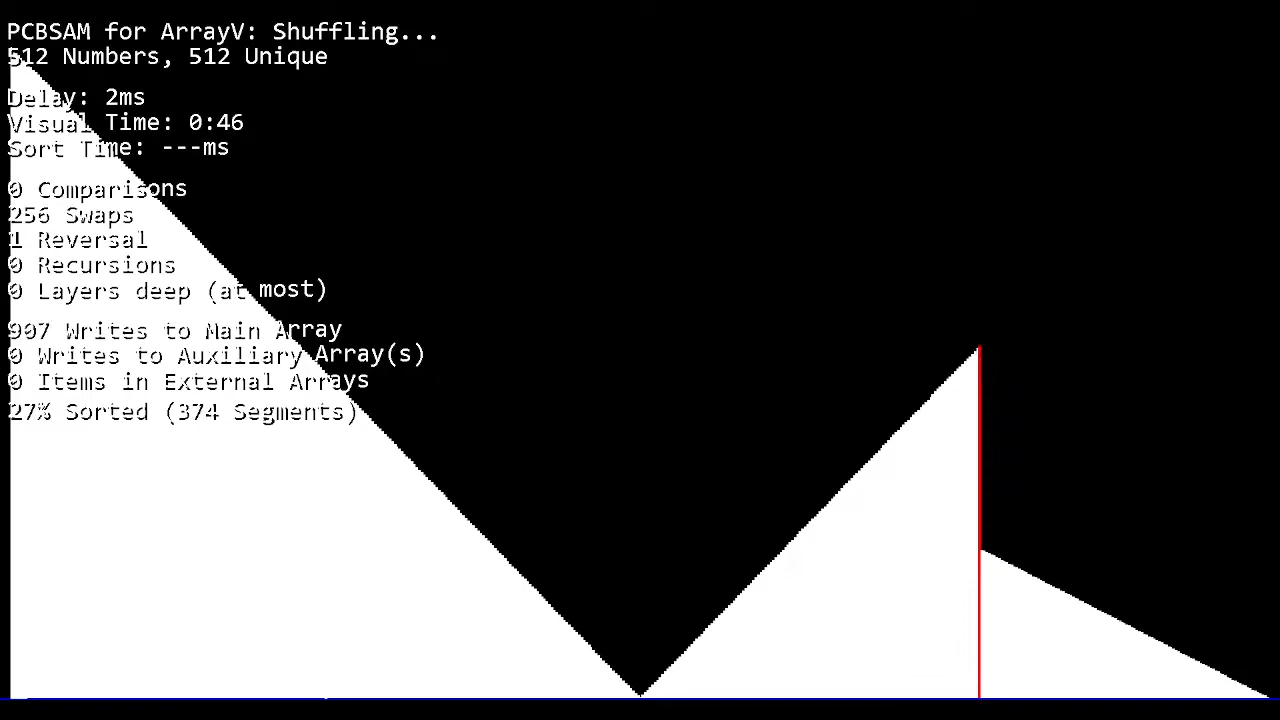 PCBSAM for ArrayV: Shuffling...
512 Numbers, 512 Unique
Delay: 2ms
Visual Time: 0:46
Sort Time: ---ms
0 Comparisons
256 Swaps
1 Reversal
0 Recursions
0 Layers deep (at most)
907 Writes to Main Array
0 Writes to Auxiliary Array(s)
0 Items in External Arrays
27% Sorted (374 Segments)